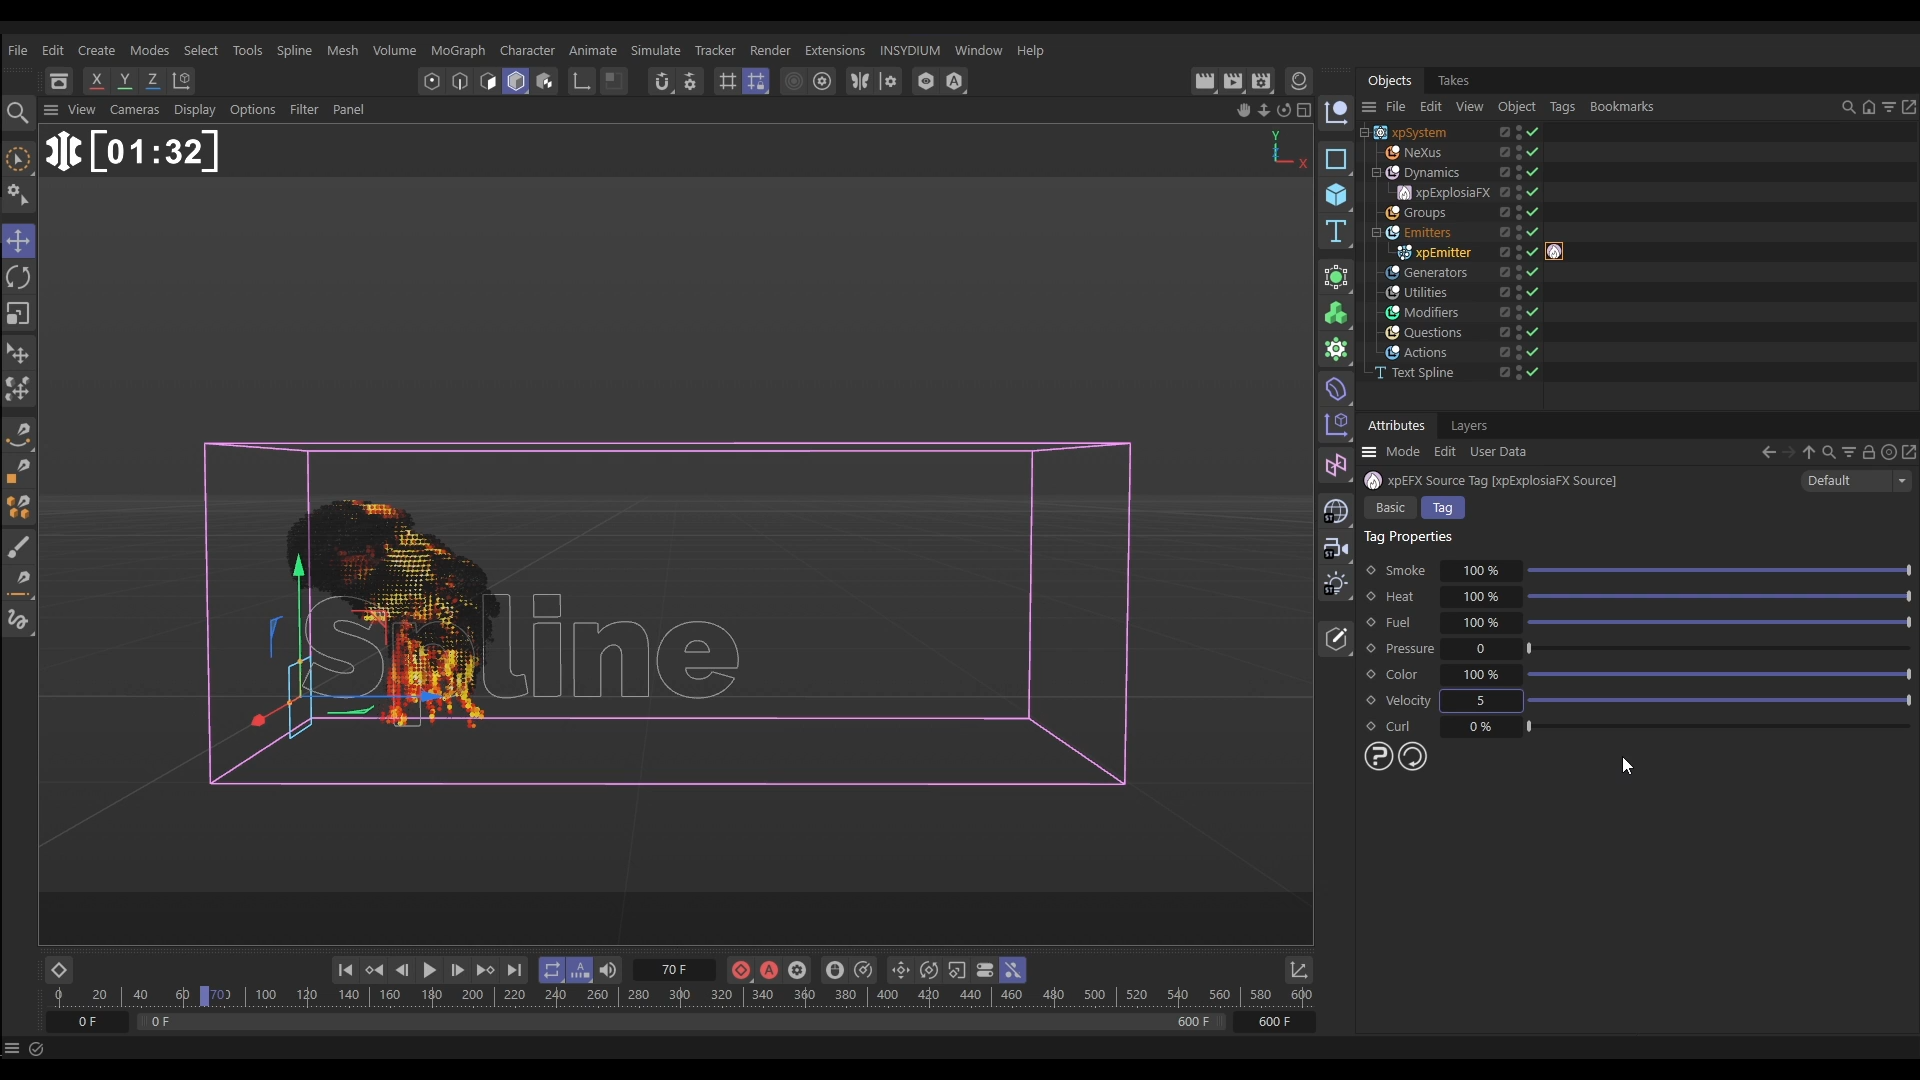 File Edit Create Modes Select Tools Spline Mesh Volume MoGraph Character Animate Simulate Tracker Render Extensions INSYDIUM Window Help
X Y Z
Objects Takes
View Cameras Display Options Filter Panel
File Edit View Object Tags Bookmarks
[01:32]
Y
Z
X
xpSystem
NeXus
Dynamics
xpExplosiaFX
Groups
Emitters
xpEmitter
Generators
Utilities
Modifiers
Questions
Actions
Text Spline
Attributes Layers
Mode Edit User Data
xpEFX Source Tag [xpExplosiaFX Source]
Default
Basic Tag
Tag Properties
Smoke 100 %
Heat 100 %
Fuel 100 %
Pressure 0
Color 100 %
Velocity 5
Curl 0 %
Spline
70 F
0 20 40 60 70 100 120 140 160 180 200 220 240 260 280 300 320 340 360 380 400 420 440 460 480 500 520 540 560 580 600
0 F
0 F
600 F
600 F